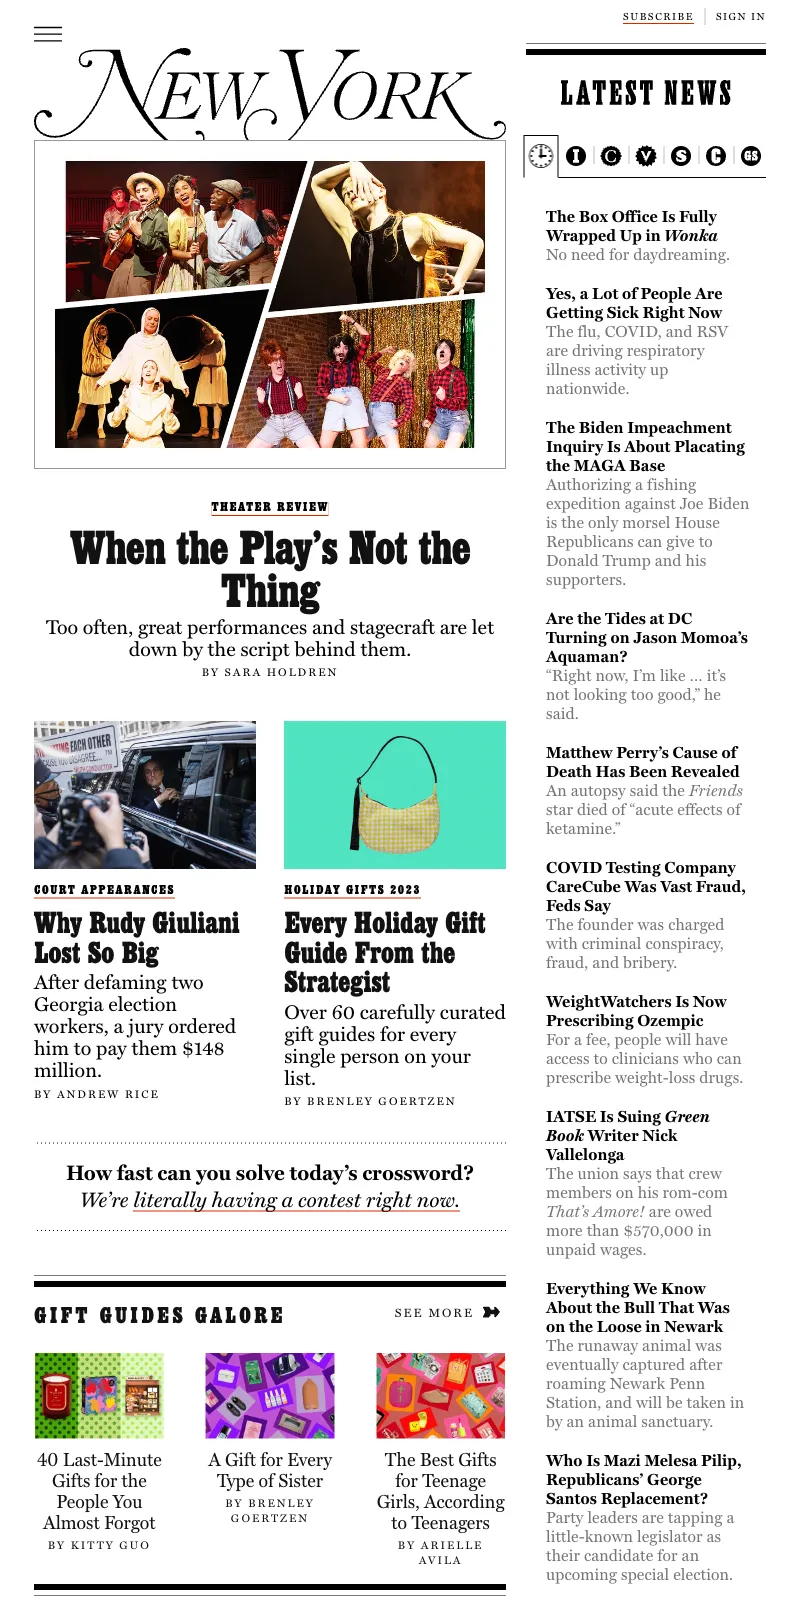 SUBSCRIBE
SIGN IN
NEW YORK
THEATER REVIEW
When the Play's Not the
Thing
Too often, great performances and stagecraft are let
down by the script behind them.
BY SARA HOLDREN
COURT APPEARANCES
Why Rudy Giuliani
Lost So Big
After defaming two
Georgia election
workers, a jury ordered
him to pay them $148
million.
BY ANDREW RICE
HOLIDAY GIFTS 2023
Every Holiday Gift
Guide From the
Strategist
Over 60 carefully curated
gift guides for every
single person on your
list.
BY BRENLEY GOERTZEN
How fast can you solve today's crossword?
We're literally having a contest right now.
GIFT GUIDES GALORE
SEE MORE
40 Last-Minute
Gifts for the
People You
Almost Forgot
BY KITTY GUO
A Gift for Every
Type of Sister
BY BRENLEY
GOERTZEN
The Best Gifts
for Teenage
Girls, According
to Teenagers
BY ARIELLE
AVILA
LATEST NEWS
I C V S C GS
The Box Office Is Fully
Wrapped Up in Wonka
No need for daydreaming.
Yes, a Lot of People Are
Getting Sick Right Now
The flu, COVID, and RSV
are driving respiratory
illness activity up
nationwide.
The Biden Impeachment
Inquiry Is About Placating
the MAGA Base
Authorizing a fishing
expedition against Joe Biden
is the only morsel House
Republicans can give to
Donald Trump and his
supporters.
Are the Tides at DC
Turning on Jason Momoa's
Aquaman?
“Right now, I'm like … it's
not looking too good,” he
said.
Matthew Perry's Cause of
Death Has Been Revealed
An autopsy said the Friends
star died of “acute effects of
ketamine.”
COVID Testing Company
CareCube Was Vast Fraud,
Feds Say
The founder was charged
with criminal conspiracy,
fraud, and bribery.
WeightWatchers Is Now
Prescribing Ozempic
For a fee, people will have
access to clinicians who can
prescribe weight-loss drugs.
IATSE Is Suing Green
Book Writer Nick
Vallelonga
The union says that crew
members on his rom-com
That's Amore! are owed
more than $570,000 in
unpaid wages.
Everything We Know
About the Bull That Was
on the Loose in Newark
The runaway animal was
eventually captured after
roaming Newark Penn
Station, and will be taken in
by an animal sanctuary.
Who Is Mazi Melesa Pilip,
Republicans' George
Santos Replacement?
Party leaders are tapping a
little-known legislator as
their candidate for an
upcoming special election.